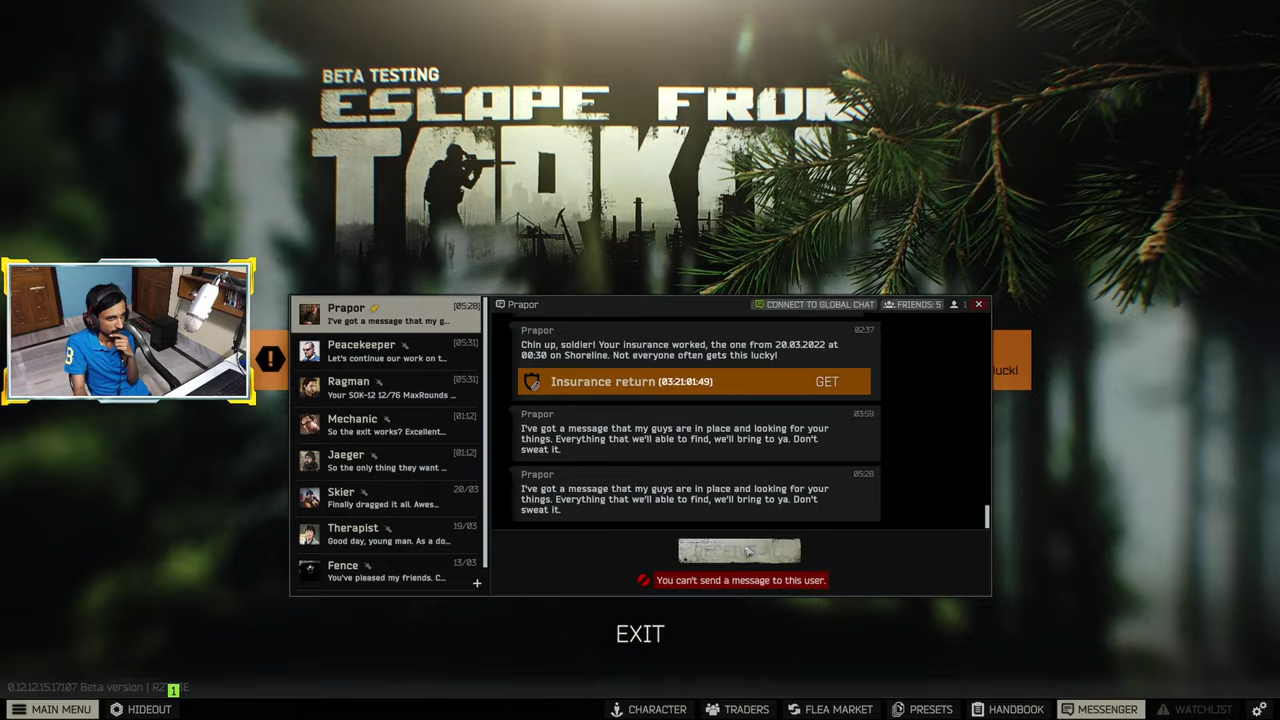 BETA TESTING
ESCAPE FROM
TARKOV
Prapor
[05:28]
I've got a message that my g...
Peacekeeper
[05:31]
Let's continue our work on t...
Ragman
[05:31]
Your SOK-12 12/76 MaxRounds ...
Mechanic
[01:12]
So the exit works? Excellent...
Jaeger
[01:12]
So the only thing they want ...
Skier
20/03
Finally dragged it all. Awes...
Therapist
19/03
Good day, young man. As a do...
Fence
13/03
You've pleased my friends. C...
+
Prapor
CONNECT TO GLOBAL CHAT
FRIENDS: 5
1
Prapor
02:37
Chin up, soldier! Your insurance worked, the one from 20.03.2022 at
00:30 on Shoreline. Not everyone often gets this lucky!
Insurance return (03:21:01:49)
GET
Prapor
03:59
I've got a message that my guys are in place and looking for your
things. Everything that we'll able to find, we'll bring to ya. Don't
sweat it.
Prapor
05:28
I've got a message that my guys are in place and looking for your
things. Everything that we'll able to find, we'll bring to ya. Don't
sweat it.
RECEIVE ALL
You can't send a message to this user.
luck!
EXIT
0.12.12.15.17107 Beta version |
1
MAIN MENU
HIDEOUT
CHARACTER
TRADERS
FLEA MARKET
PRESETS
HANDBOOK
MESSENGER
WATCHLIST